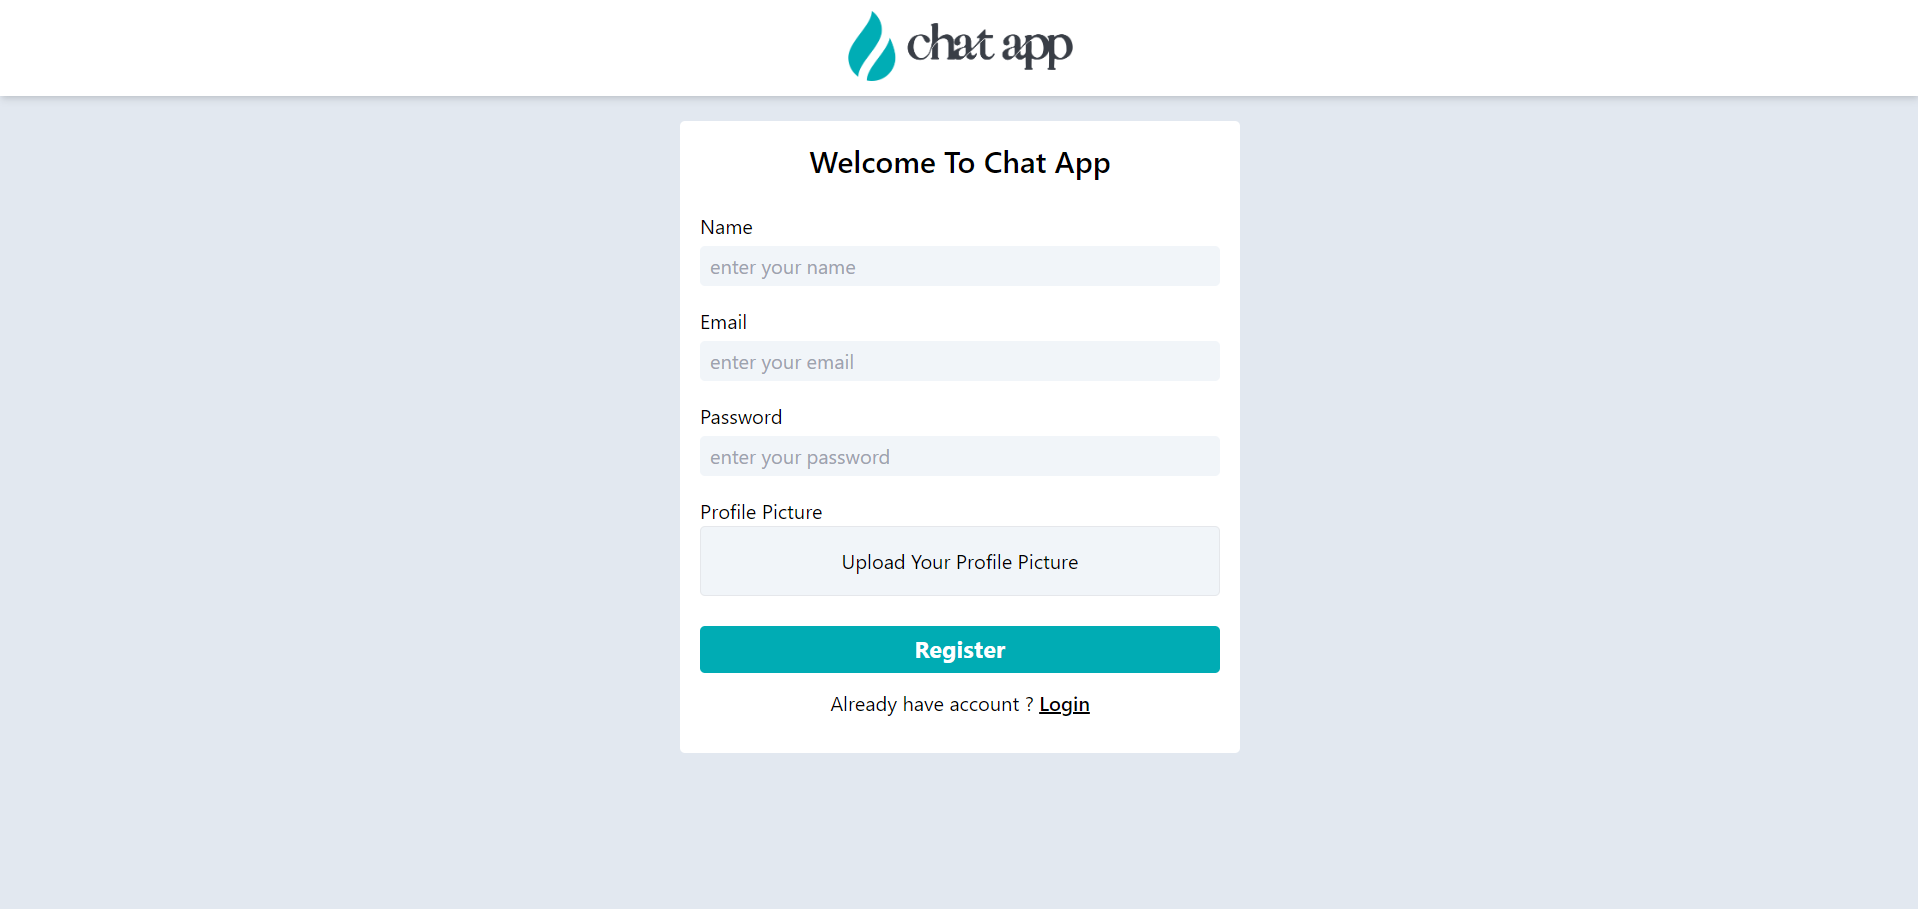 chat app
Welcome To Chat App
Name
enter your name
Email
enter your email
Password
enter your password
Profile Picture
Upload Your Profile Picture
Register
Already have account ? Login